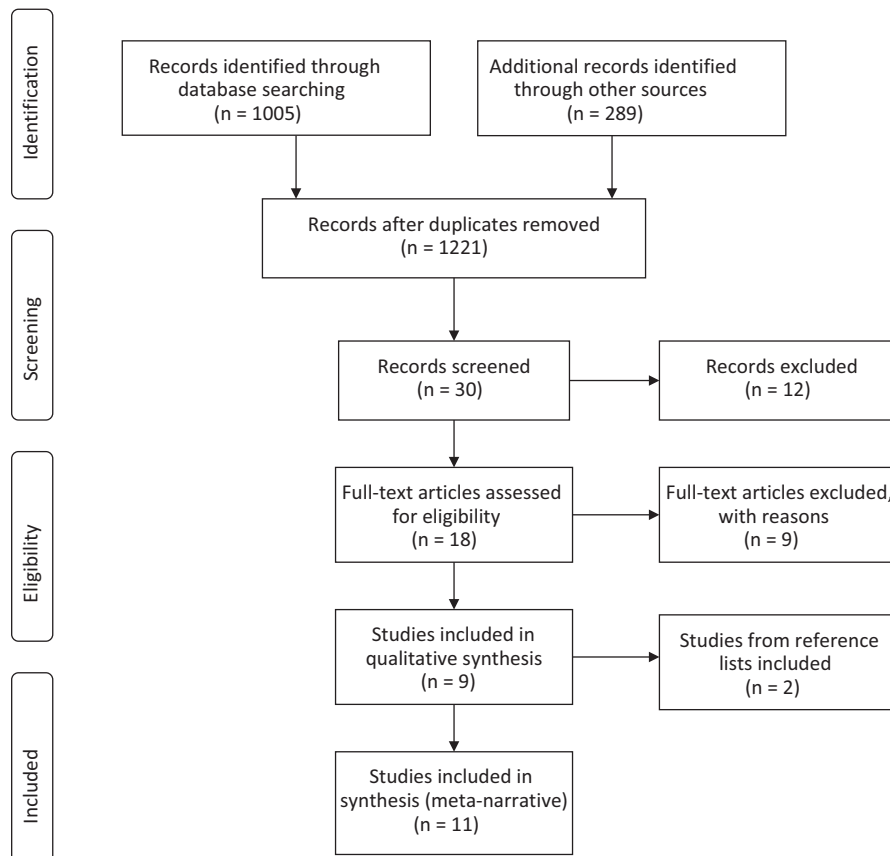 Identification
Records identified through
database searching
(n = 1005)
Additional records identified
through other sources
(n = 289)
Records after duplicates removed
(n = 1221)
Screening
Records screened
(n = 30)
Records excluded
(n = 12)
Eligibility
Full-text articles assessed
for eligibility
(n = 18)
Full-text articles excluded,
with reasons
(n = 9)
Studies included in
qualitative synthesis
(n = 9)
Studies from reference
lists included
(n = 2)
Included
Studies included in
synthesis (meta-narrative)
(n = 11)